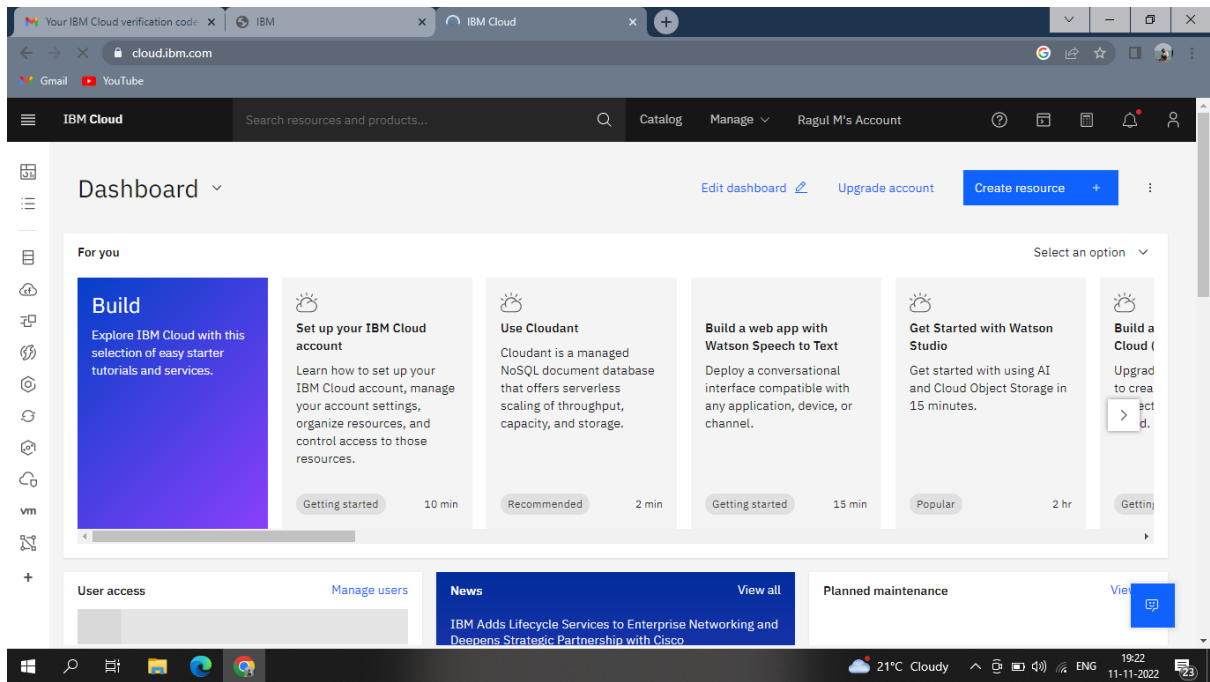 Your IBM Cloud verification code
IBM
IBM Cloud
cloud.ibm.com
Gmail
YouTube
IBM Cloud
Search resources and products...
Catalog
Manage
Ragul M's Account
Dashboard
Edit dashboard
Upgrade account
Create resource +
For you
Select an option
Build
Explore IBM Cloud with this
selection of easy starter
tutorials and services.
Set up your IBM Cloud
account
Learn how to set up your
IBM Cloud account, manage
your account settings,
organize resources, and
control access to those
resources.
Getting started
10 min
Use Cloudant
Cloudant is a managed
NoSQL document database
that offers serverless
scaling of throughput,
capacity, and storage.
Recommended
2 min
Build a web app with
Watson Speech to Text
Deploy a conversational
interface compatible with
any application, device, or
channel.
Getting started
15 min
Get Started with Watson
Studio
Get started with using AI
and Cloud Object Storage in
15 minutes.
Popular
2 hr
Build a
Cloud (
Upgrad
to crea
ect
d.
Getting
vm
User access
Manage users
News
View all
IBM Adds Lifecycle Services to Enterprise Networking and
Deepens Strategic Partnership with Cisco
Planned maintenance
View
21°C Cloudy
ENG
19:22
11-11-2022
23